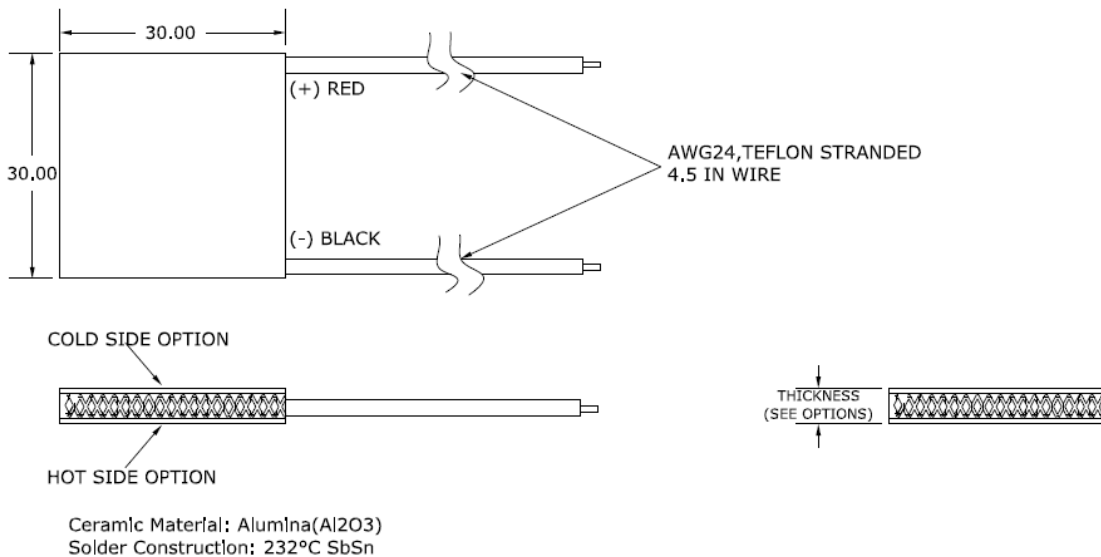 30.00
30.00
(+) RED
AWG24,TEFLON STRANDED
4.5 IN WIRE
(-) BLACK
COLD SIDE OPTION
THICKNESS
(SEE OPTIONS)
HOT SIDE OPTION
Ceramic Material: Alumina(Al2O3)
Solder Construction: 232°C SbSn